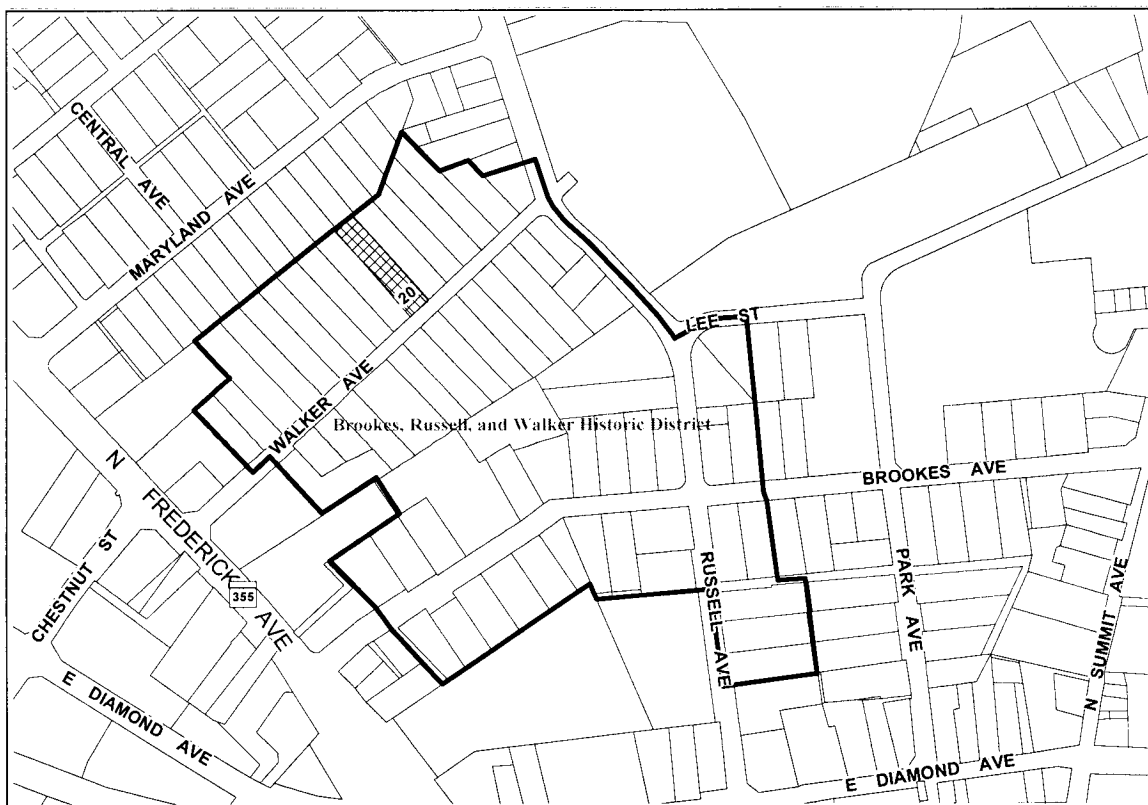 CENTRAL AVE
MARYLAND AVE
20
LEE ST
WALKER AVE
Brookes, Russell, and Walker Historic District
BROOKES AVE
N FREDERICK AVE
355
CHESTNUT ST
RUSSELL AVE
PARK AVE
N SUMMIT AVE
E DIAMOND AVE
E DIAMOND AVE